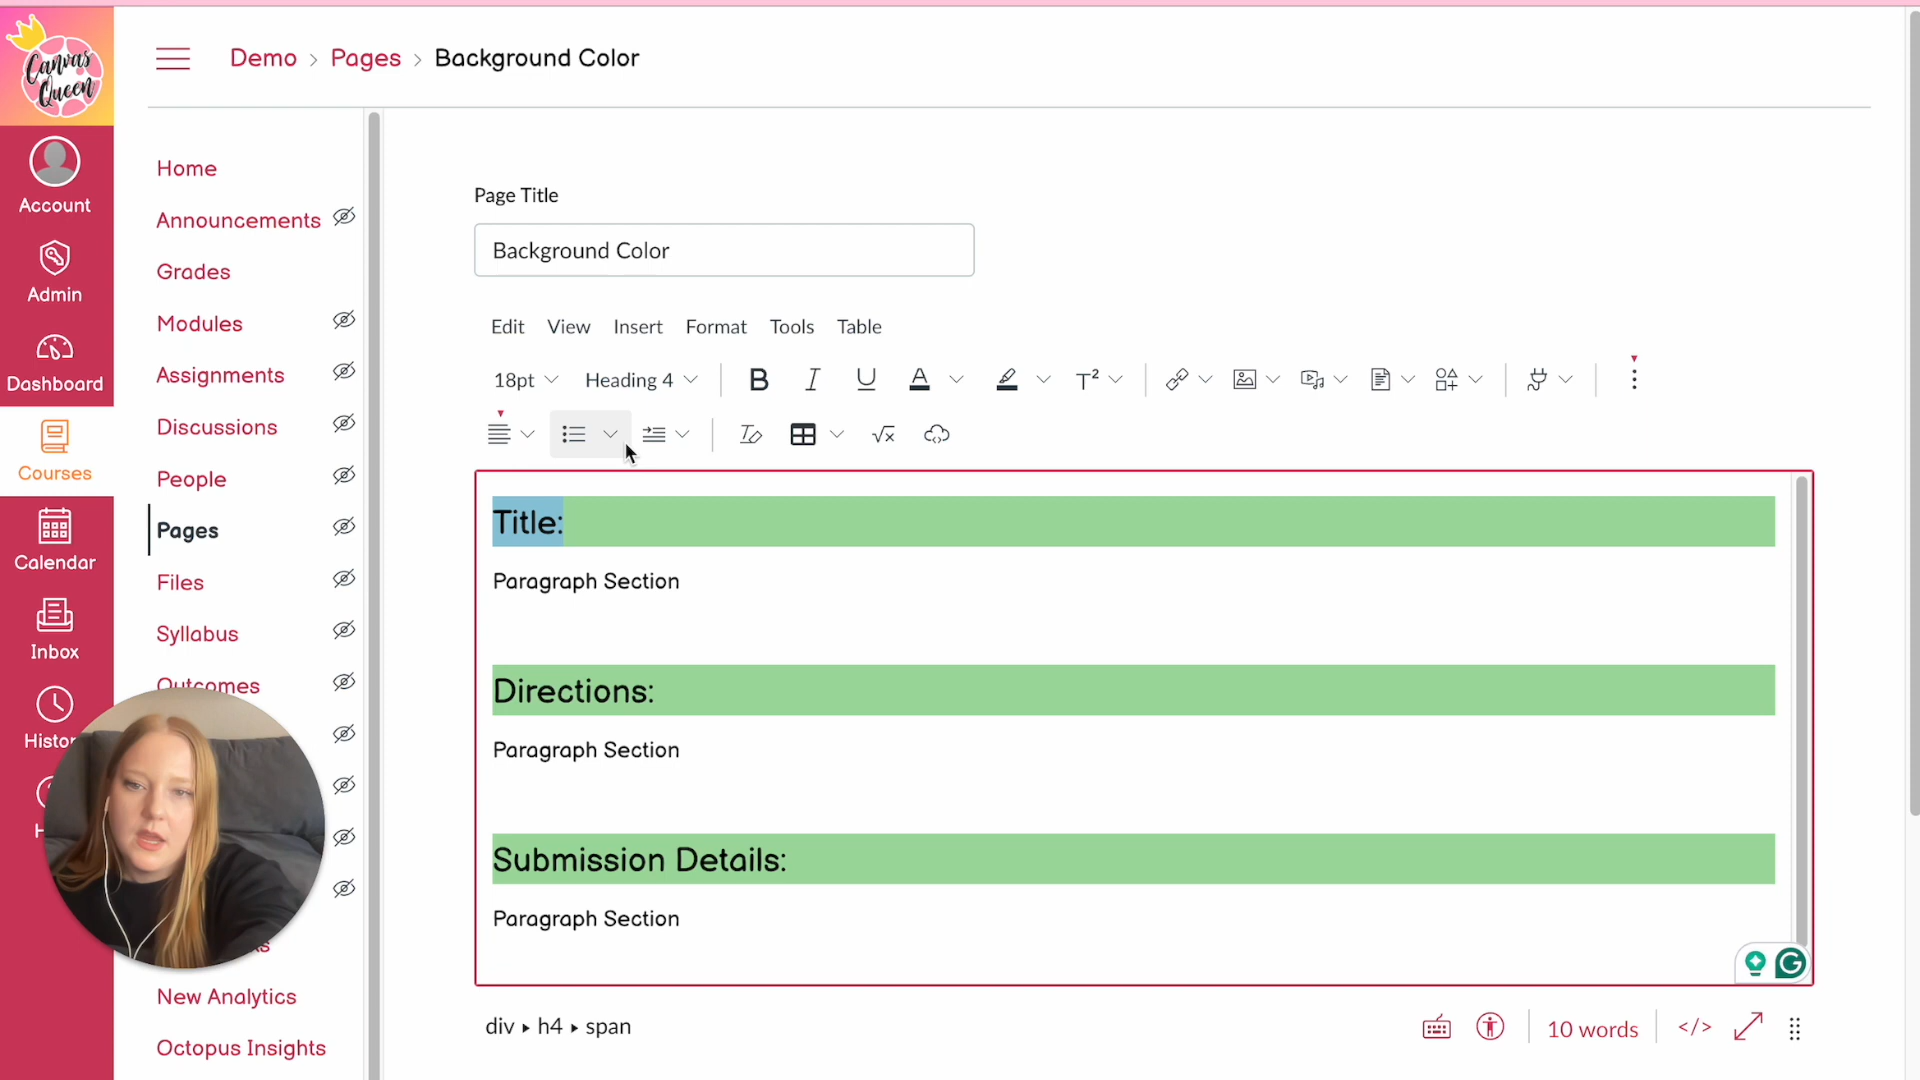 Canvas
Queen
Demo > Pages > Background Color
Account
Admin
Dashboard
Courses
Calendar
Inbox
Home
Announcements
Grades
Modules
Assignments
Discussions
People
Pages
Files
Syllabus
Outcomes
New Analytics
Octopus Insights
Page Title
Background Color
Edit View Insert Format Tools Table
18pt Heading 4
Title:
Paragraph Section
Directions:
Paragraph Section
Submission Details:
Paragraph Section
div ▸ h4 ▸ span
10 words </>